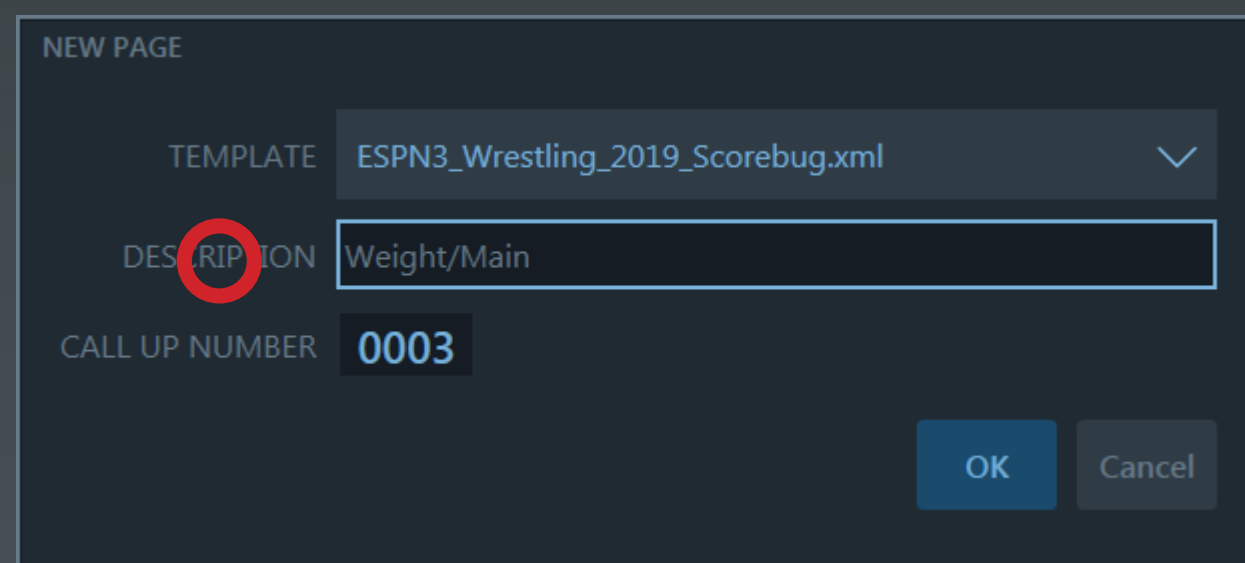 NEW PAGE
TEMPLATE ESPN3_Wrestling_2019_Scorebug.xml
DESCRIPTION Weight/Main
CALL UP NUMBER 0003
OK Cancel